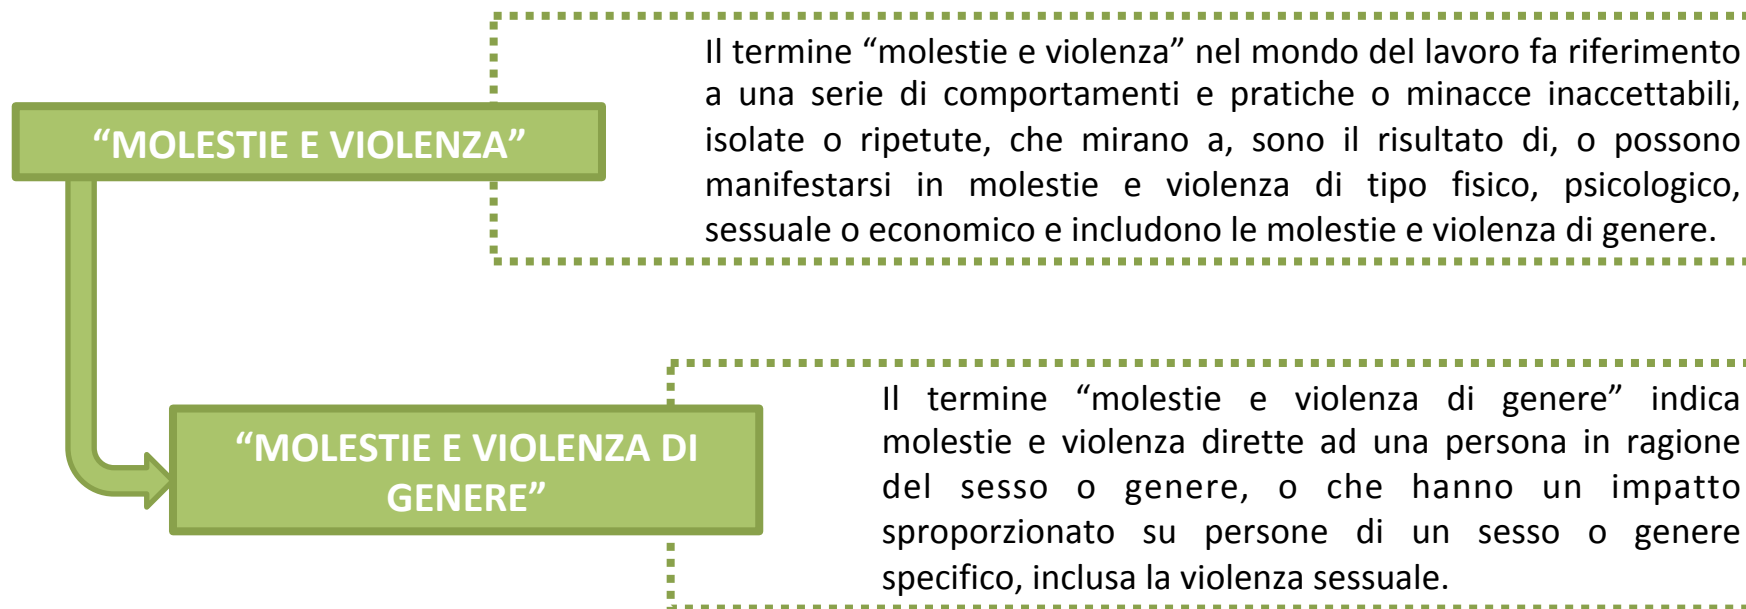 Il termine “molestie e violenza” nel mondo del lavoro fa riferimento
a una serie di comportamenti e pratiche o minacce inaccettabili,
“MOLESTIE E VIOLENZA”
isolate o ripetute, che mirano a, sono il risultato di, o possono
manifestarsi in molestie e violenza di tipo fisico, psicologico,
sessuale o economico e includono le molestie e violenza di genere.
“MOLESTIE E VIOLENZA DI
GENERE”
Il termine “molestie e violenza di genere” indica
molestie e violenza dirette ad una persona in ragione
del sesso o genere, o che hanno un impatto
sproporzionato su persone di un sesso o genere
specifico, inclusa la violenza sessuale.